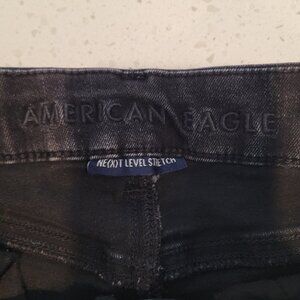 AMERICAN EAGLE
NE(X)T LEVEL STRETCH